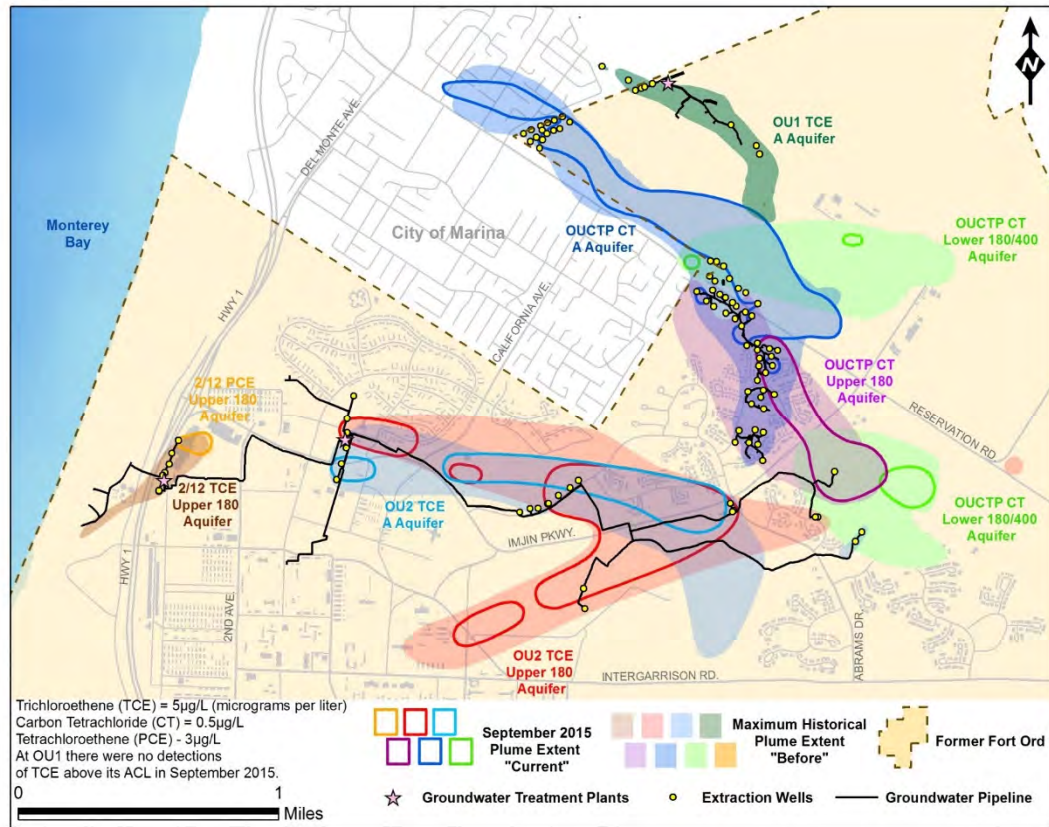 N
OU1 TCE
A Aquifer
DEL MONTE AVE.
Monterey
Bay
City of Marina
OUCTP CT
A Aquifer
OUCTP CT
Lower 180/400
Aquifer
HWY 1
CALIFORNIA AVE.
2/12 PCE
Upper 180
Aquifer
OUCTP CT
Upper 180
Aquifer
RESERVATION RD
2/12 TCE
Upper 180
Aquifer
OU2 TCE
A Aquifer
OUCTP CT
Lower 180/400
Aquifer
IMJIN PKWY.
HWY 1
2ND AVE.
OU2 TCE
Upper 180
Aquifer
ABRAMS DR.
INTERGARRISON RD.
Trichloroethene (TCE) = 5µg/L (micrograms per liter)
Carbon Tetrachloride (CT) = 0.5µg/L
Tetrachloroethene (PCE) - 3µg/L
At OU1 there were no detections
of TCE above its ACL in September 2015.
0 1
Miles
September 2015
Plume Extent
"Current"
Maximum Historical
Plume Extent
"Before"
Former Fort Ord
Groundwater Treatment Plants
Extraction Wells
Groundwater Pipeline